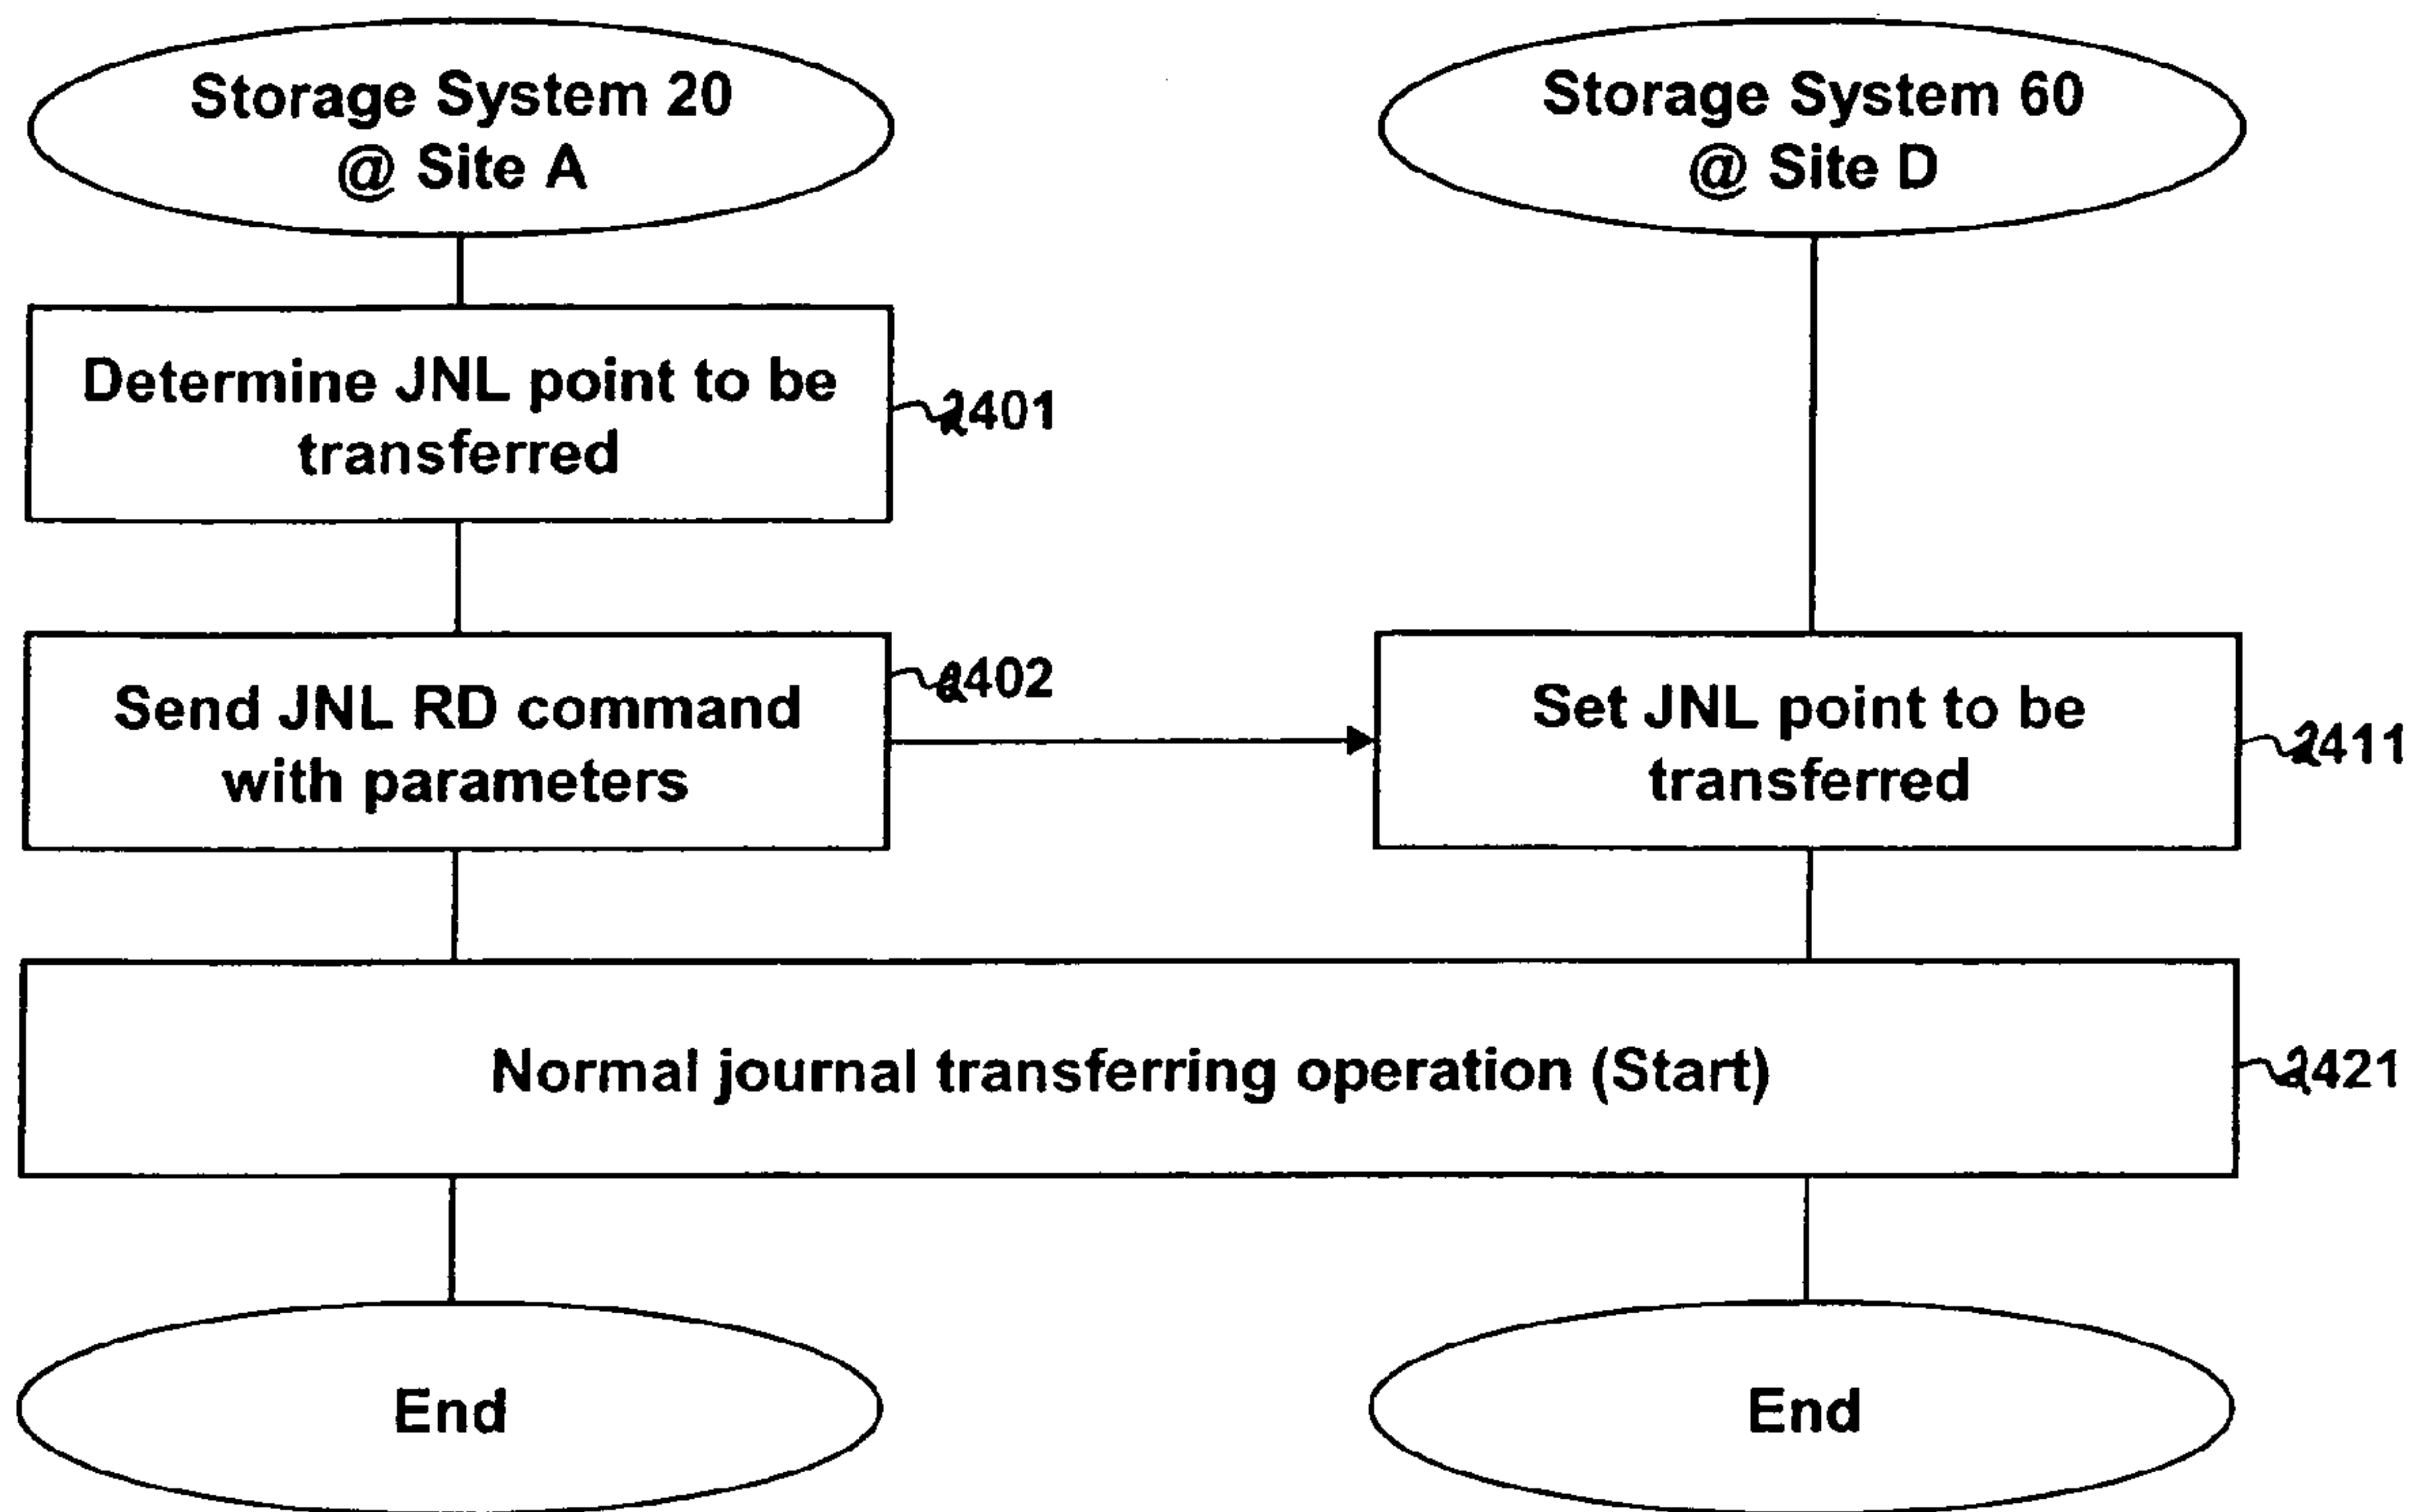 Storage System 20
@ Site A
Storage System 60
@ Site D
Determine JNL point to be
transferred
2401
Send JNL RD command
with parameters
2402
Set JNL point to be
transferred
2411
Normal journal transferring operation (Start)
2421
End
End